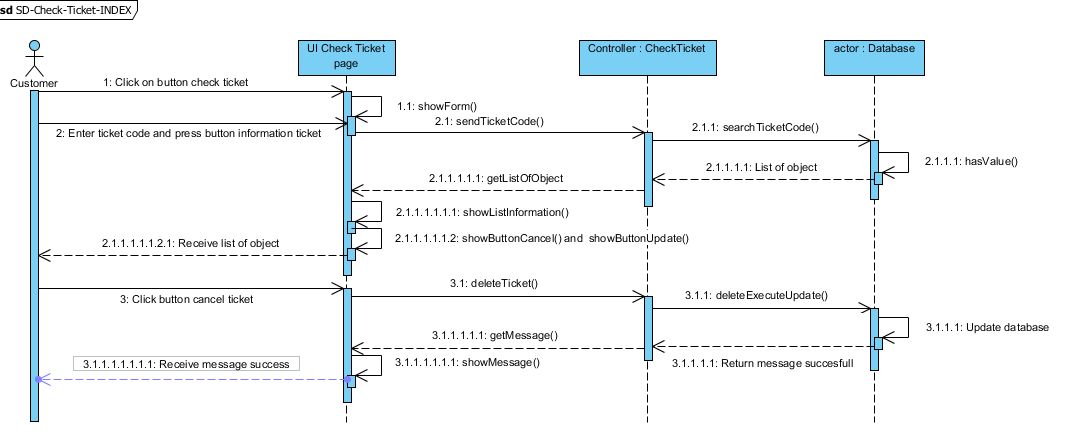 sd SD-Check-Ticket-INDEX
UI Check Ticket
page
Controller : CheckTicket
actor : Database
Customer
1: Click on button check ticket
1.1: showForm()
2: Enter ticket code and press button information ticket
2.1: sendTicketCode()
2.1.1: searchTicketCode()
2.1.1.1: hasValue()
2.1.1.1.1: List of object
2.1.1.1.1.1: getListOfObject
2.1.1.1.1.1.1: showListInformation()
2.1.1.1.1.1.2: showButtonCancel() and showButtonUpdate()
2.1.1.1.1.1.2.1: Receive list of object
3: Click button cancel ticket
3.1: deleteTicket()
3.1.1: deleteExecuteUpdate()
3.1.1.1: Update database
3.1.1.1.1.1: getMessage()
3.1.1.1.1: Return message succesfull
3.1.1.1.1.1.1: showMessage()
3.1.1.1.1.1.1.1: Receive message success